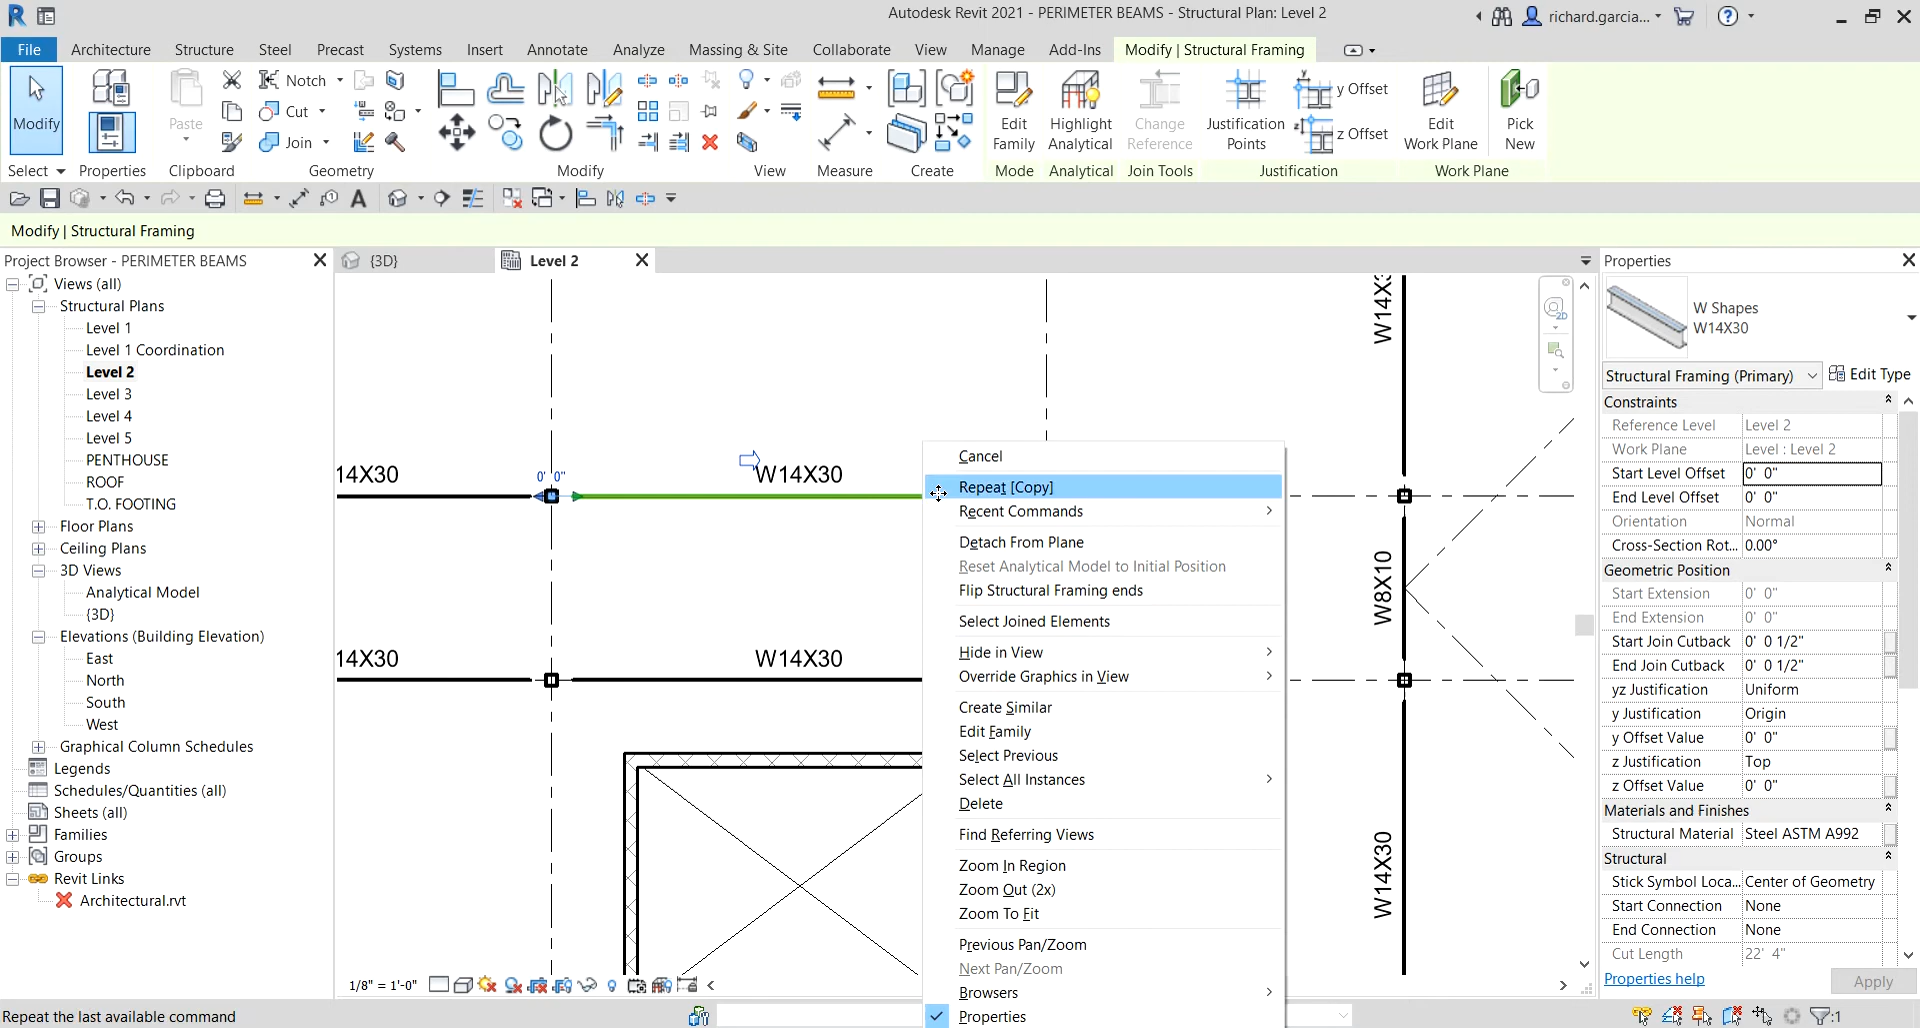 Autodesk Revit 2021 - PERIMETER BEAMS - Structural Plan: Level 2
richard.garcia...
File Architecture Structure Steel Precast Systems Insert Annotate Analyze Massing & Site Collaborate View Manage Add-Ins Modify | Structural Framing
Modify
Paste
Notch
Cut
Join
Edit Family
Highlight Analytical
Change Reference
Justification Points
y Offset
z Offset
Edit Work Plane
Pick New
Select Properties Clipboard Geometry Modify View Measure Create Mode Analytical Join Tools Justification Work Plane
Modify | Structural Framing
Project Browser - PERIMETER BEAMS
{3D}
Level 2
Properties
Views (all)
Structural Plans
Level 1
Level 1 Coordination
Level 2
Level 3
Level 4
Level 5
PENTHOUSE
ROOF
T.O. FOOTING
Floor Plans
Ceiling Plans
3D Views
Analytical Model
{3D}
Elevations (Building Elevation)
East
North
South
West
Graphical Column Schedules
Legends
Schedules/Quantities (all)
Sheets (all)
Families
Groups
Revit Links
Architectural.rvt
14X30
0' 0"
W14X30
14X30
W14X30
W14X3
W8X10
W14X30
2D
Cancel
Repeat [Copy]
Recent Commands
Detach From Plane
Reset Analytical Model to Initial Position
Flip Structural Framing ends
Select Joined Elements
Hide in View
Override Graphics in View
Create Similar
Edit Family
Select Previous
Select All Instances
Delete
Find Referring Views
Zoom In Region
Zoom Out (2x)
Zoom To Fit
Previous Pan/Zoom
Next Pan/Zoom
Browsers
Properties
W Shapes
W14X30
Structural Framing (Primary) Edit Type
Constraints
Reference Level Level 2
Work Plane Level : Level 2
Start Level Offset 0' 0"
End Level Offset 0' 0"
Orientation Normal
Cross-Section Rot... 0.00°
Geometric Position
Start Extension 0' 0"
End Extension 0' 0"
Start Join Cutback 0' 0 1/2"
End Join Cutback 0' 0 1/2"
yz Justification Uniform
y Justification Origin
y Offset Value 0' 0"
z Justification Top
z Offset Value 0' 0"
Materials and Finishes
Structural Material Steel ASTM A992
Structural
Stick Symbol Loca... Center of Geometry
Start Connection None
End Connection None
Cut Length 22' 4"
Properties help Apply
1/8" = 1'-0"
Repeat the last available command
:1